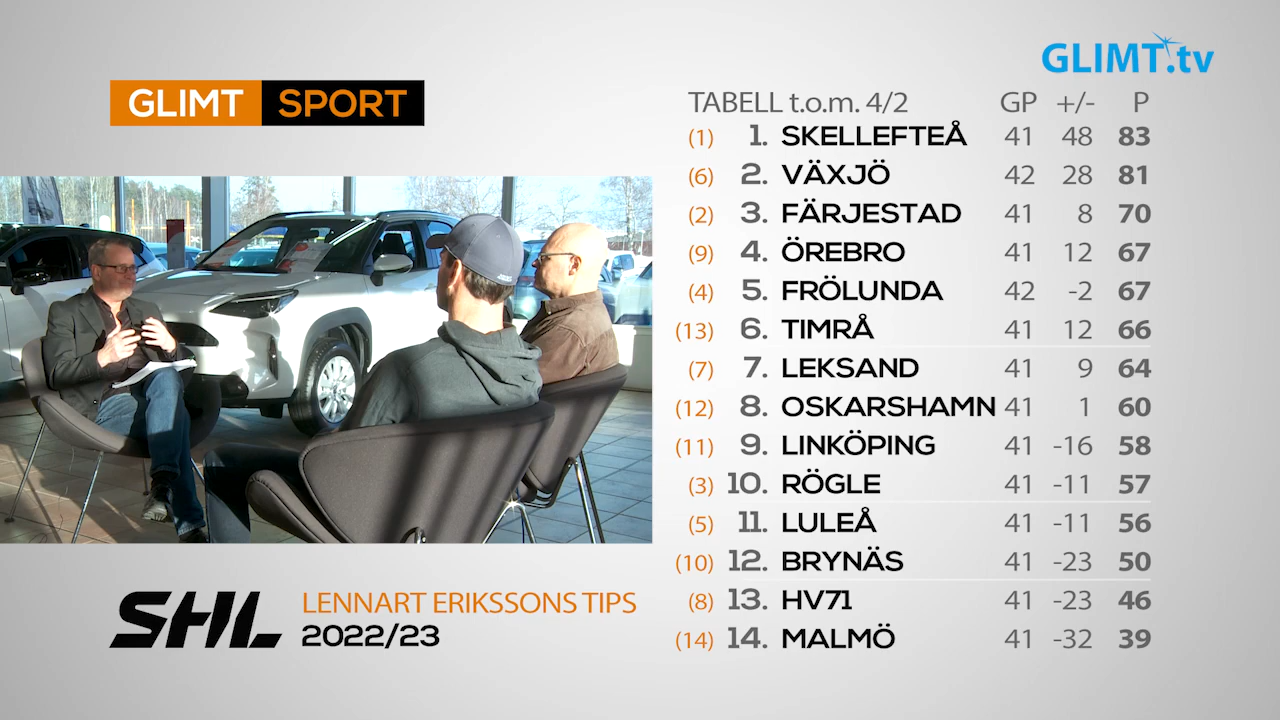 GLIMT.tv
GLIMT SPORT
TABELL t.o.m. 4/2 GP +/- P
(1) 1. SKELLEFTEÅ 41 48 83
(6) 2. VÄXJÖ 42 28 81
(2) 3. FÄRJESTAD 41 8 70
(9) 4. ÖREBRO 41 12 67
(4) 5. FRÖLUNDA 42 -2 67
(13) 6. TIMRÅ 41 12 66
(7) 7. LEKSAND 41 9 64
(12) 8. OSKARSHAMN 41 1 60
(11) 9. LINKÖPING 41 -16 58
(3) 10. RÖGLE 41 -11 57
(5) 11. LULEÅ 41 -11 56
(10) 12. BRYNÄS 41 -23 50
(8) 13. HV71 41 -23 46
(14) 14. MALMÖ 41 -32 39
SHL
LENNART ERIKSSONS TIPS
2022/23